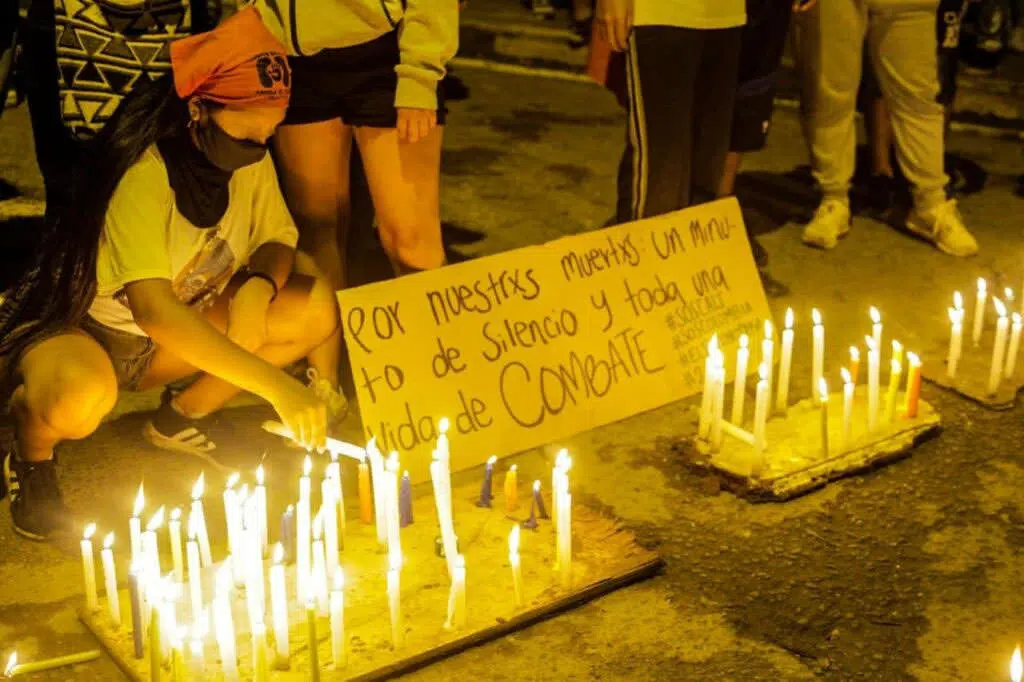 Por nuestrxs muertxs: un minu-
to de Silencio y toda una
Vida de COMBATE
#SOSCALI
#SOSCOLOMBIA